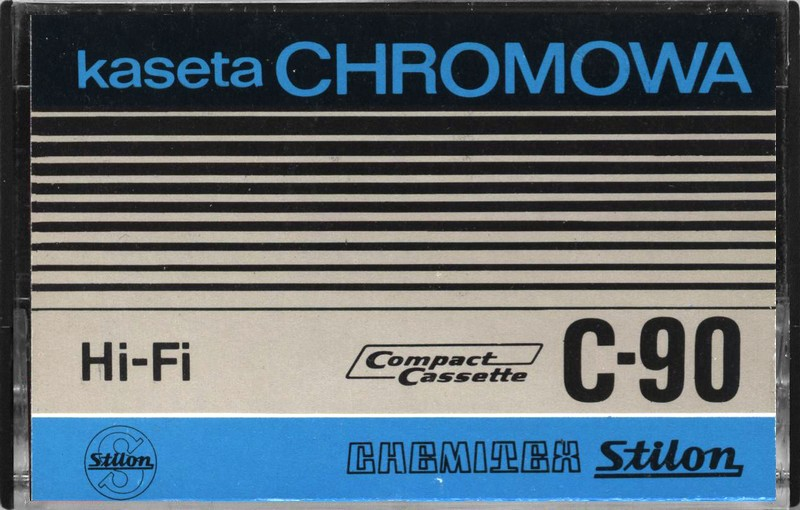 kaseta CHROMOWA
Hi-Fi
Compact Cassette
C-90
Stilon
CHEMITEX Stilon